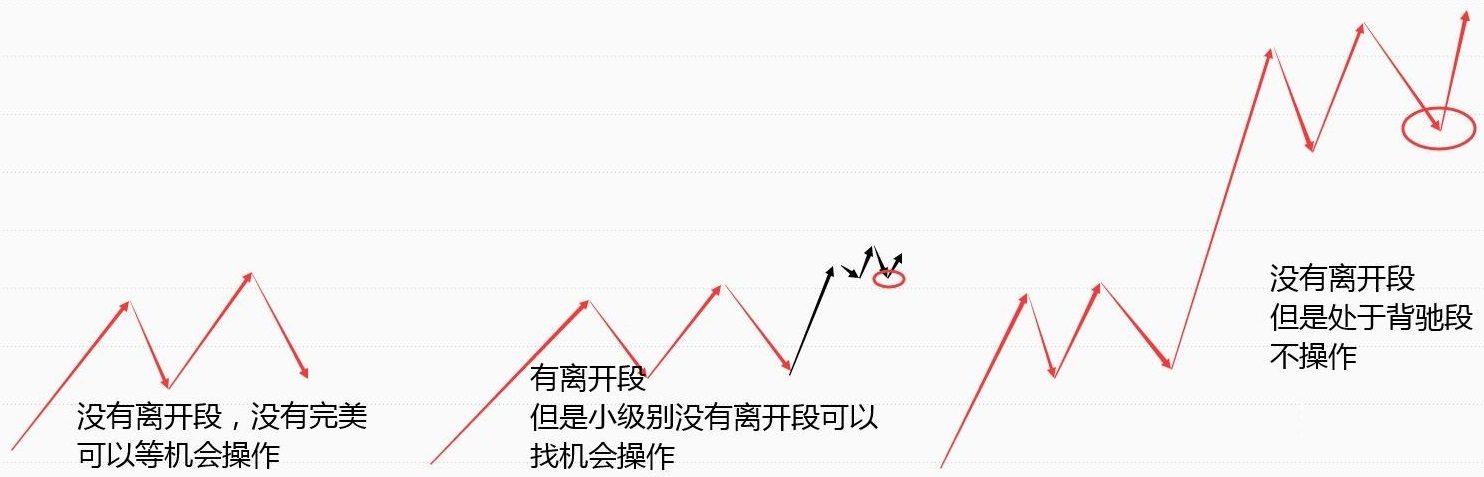 没有离开段，没有完美
可以等机会操作
有离开段
但是小级别没有离开段可以
找机会操作
没有离开段
但是处于背驰段
不操作